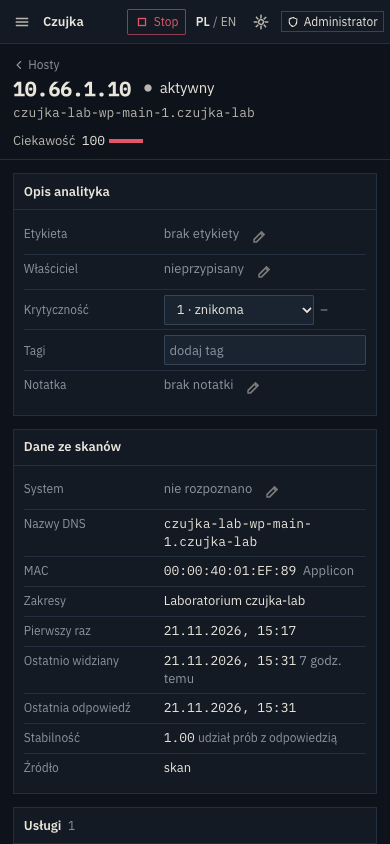 Czujka Stop PL / EN Administrator
Hosty
10.66.1.10 aktywny
czujka-lab-wp-main-1.czujka-lab
Ciekawość 100
Opis analityka
Etykieta brak etykiety
Właściciel nieprzypisany
Krytyczność 1 · znikoma –
Tagi dodaj tag
Notatka brak notatki
Dane ze skanów
System nie rozpoznano
Nazwy DNS czujka-lab-wp-main-
1.czujka-lab
MAC 00:00:40:01:EF:89 Applicon
Zakresy Laboratorium czujka-lab
Pierwszy raz 21.11.2026, 15:17
Ostatnio widziany 21.11.2026, 15:31 7 godz.
temu
Ostatnia odpowiedź 21.11.2026, 15:31
Stabilność 1.00 udział prób z odpowiedzią
Źródło skan
Usługi 1